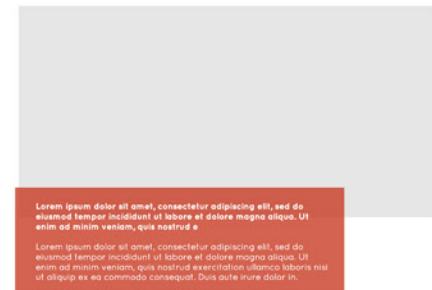 Lorem ipsum dolor sit amet, consectetur adipiscing elit, sed do
eiusmod tempor incididunt ut labore et dolore magna aliqua. Ut
enim ad minim veniam, quis nostrud e
Lorem ipsum dolor sit amet, consectetur adipiscing elit, sed do
eiusmod tempor incididunt ut labore et dolore magna aliqua. Ut
enim ad minim veniam, quis nostrud exercitation ullamco laboris nisi
ut aliquip ex ea commodo consequat. Duis aute irure dolor in.